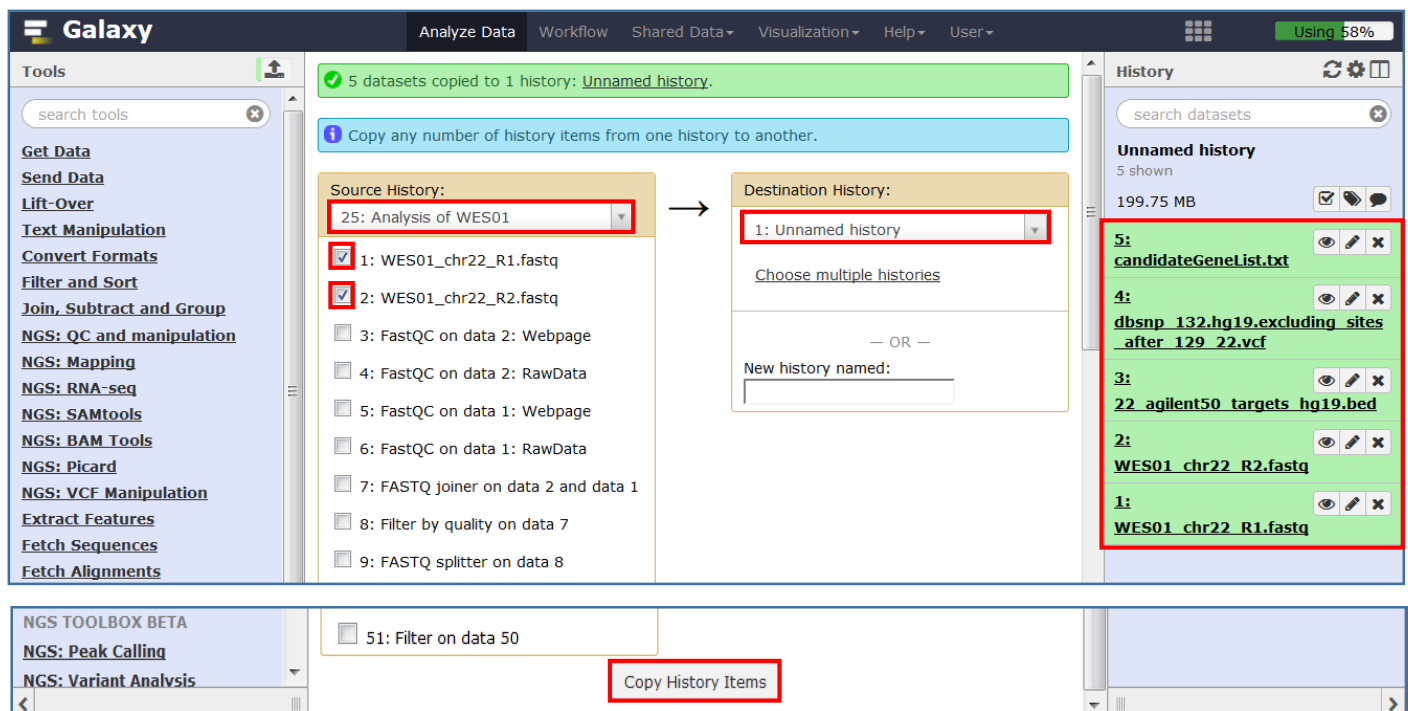 Galaxy
Analyze Data
Workflow
Shared Data
Visualization
Help
User
Using 58%
Tools
search tools
Get Data
Send Data
Lift-Over
Text Manipulation
Convert Formats
Filter and Sort
Join, Subtract and Group
NGS: QC and manipulation
NGS: Mapping
NGS: RNA-seq
NGS: SAMtools
NGS: BAM Tools
NGS: Picard
NGS: VCF Manipulation
Extract Features
Fetch Sequences
Fetch Alignments
5 datasets copied to 1 history: Unnamed history.
Copy any number of history items from one history to another.
Source History:
25: Analysis of WES01
1: WES01_chr22_R1.fastq
2: WES01_chr22_R2.fastq
3: FastQC on data 2: Webpage
4: FastQC on data 2: RawData
5: FastQC on data 1: Webpage
6: FastQC on data 1: RawData
7: FASTQ joiner on data 2 and data 1
8: Filter by quality on data 7
9: FASTQ splitter on data 8
→
Destination History:
1: Unnamed history
Choose multiple histories
— OR —
New history named:
History
search datasets
Unnamed history
5 shown
199.75 MB
5:
candidateGeneList.txt
4:
dbsnp_132.hg19.excluding_sites
_after_129_22.vcf
3:
22_agilent50_targets_hg19.bed
2:
WES01_chr22_R2.fastq
1:
WES01_chr22_R1.fastq
NGS TOOLBOX BETA
NGS: Peak Calling
NGS: Variant Analysis
51: Filter on data 50
Copy History Items